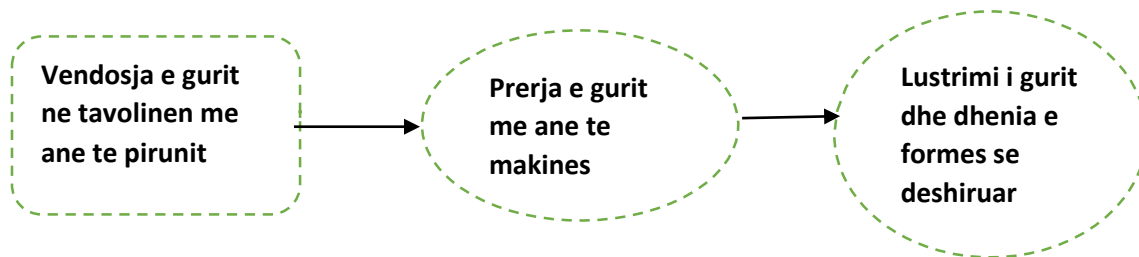 Vendosja e gurit
ne tavolinen me
ane te pirunit
Prerja e gurit
me ane te
makines
Lustrimi i gurit
dhe dhenia e
formes se
deshiruar